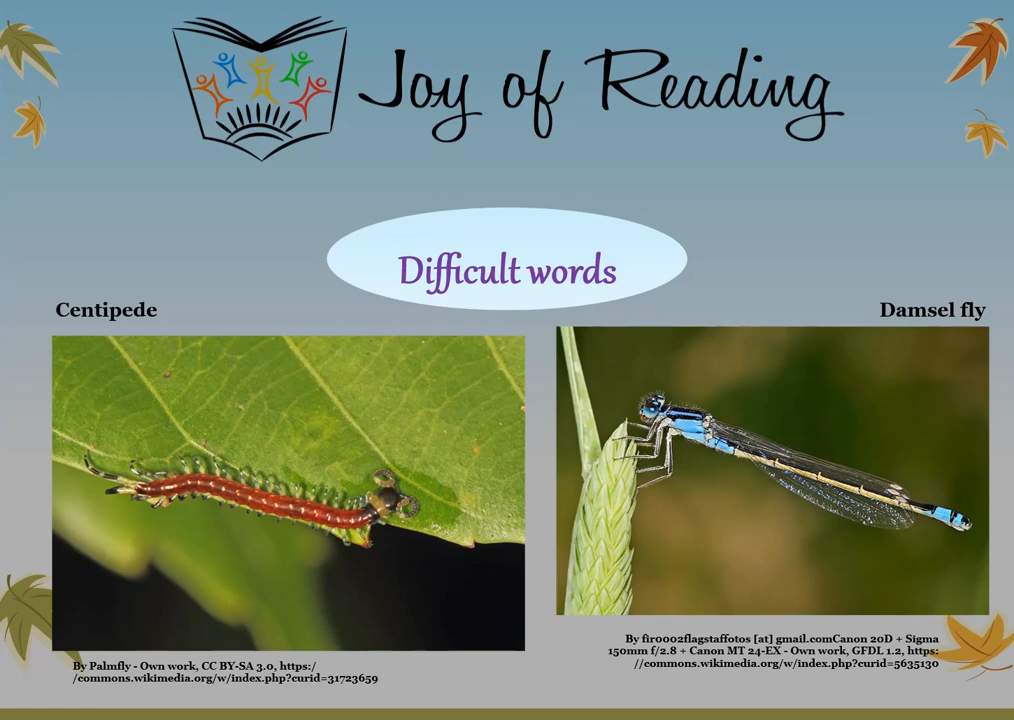 Joy of Reading
Difficult words
Centipede
Damsel fly
By Palmfly - Own work, CC BY-SA 3.0, https:/
/commons.wikimedia.org/w/index.php?curid=31723659
By fir0002flagstaffotos [at] gmail.comCanon 20D + Sigma
150mm f/2.8 + Canon MT 24-EX - Own work, GFDL 1.2, https:
//commons.wikimedia.org/w/index.php?curid=5635130